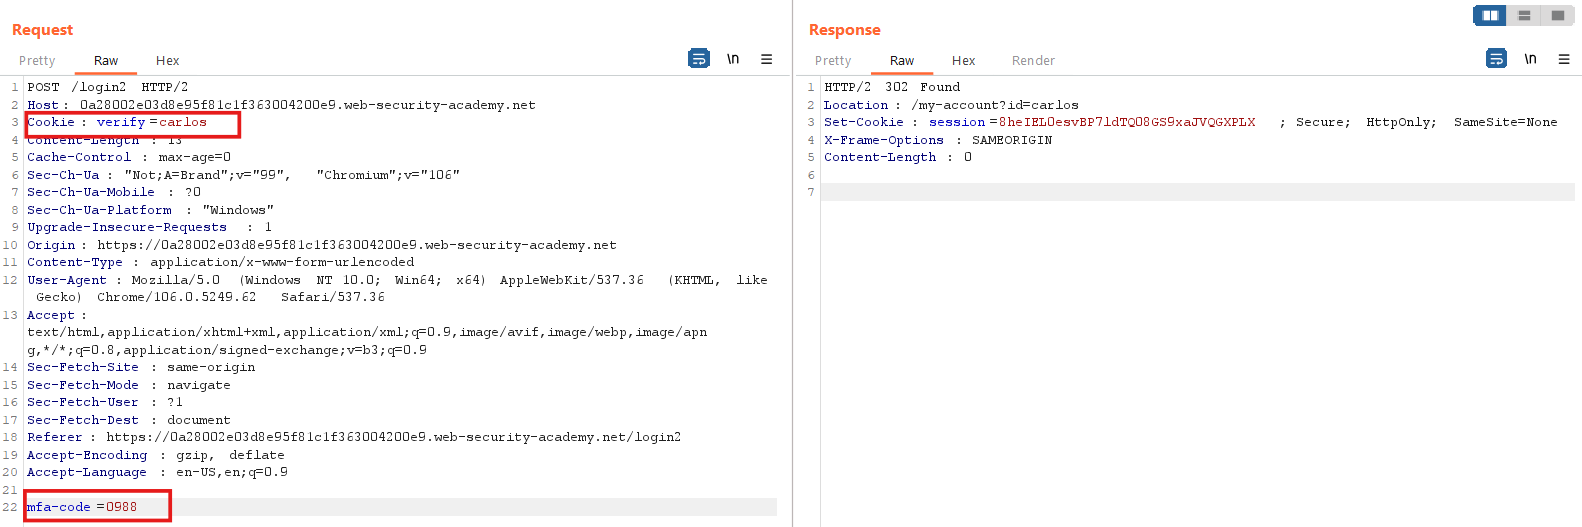 Request
Pretty Raw Hex
\n
1 POST /login2 HTTP/2
2 Host: 0a28002e03d8e95f81c1f363004200e9.web-security-academy.net
3 Cookie: verify=carlos
4 Content-Length: 13
5 Cache-Control: max-age=0
6 Sec-Ch-Ua: "Not;A=Brand";v="99", "Chromium";v="106"
7 Sec-Ch-Ua-Mobile: ?0
8 Sec-Ch-Ua-Platform: "Windows"
9 Upgrade-Insecure-Requests: 1
10 Origin: https://0a28002e03d8e95f81c1f363004200e9.web-security-academy.net
11 Content-Type: application/x-www-form-urlencoded
12 User-Agent: Mozilla/5.0 (Windows NT 10.0; Win64; x64) AppleWebKit/537.36 (KHTML, like
Gecko) Chrome/106.0.5249.62 Safari/537.36
13 Accept:
text/html,application/xhtml+xml,application/xml;q=0.9,image/avif,image/webp,image/apn
g,*/*;q=0.8,application/signed-exchange;v=b3;q=0.9
14 Sec-Fetch-Site: same-origin
15 Sec-Fetch-Mode: navigate
16 Sec-Fetch-User: ?1
17 Sec-Fetch-Dest: document
18 Referer: https://0a28002e03d8e95f81c1f363004200e9.web-security-academy.net/login2
19 Accept-Encoding: gzip, deflate
20 Accept-Language: en-US,en;q=0.9
21
22 mfa-code=0988
Response
Pretty Raw Hex Render
\n
1 HTTP/2 302 Found
2 Location: /my-account?id=carlos
3 Set-Cookie: session=8heIEL0esvBP7ldTQ08GS9xaJVQGXPLX; Secure; HttpOnly; SameSite=None
4 X-Frame-Options: SAMEORIGIN
5 Content-Length: 0
6
7